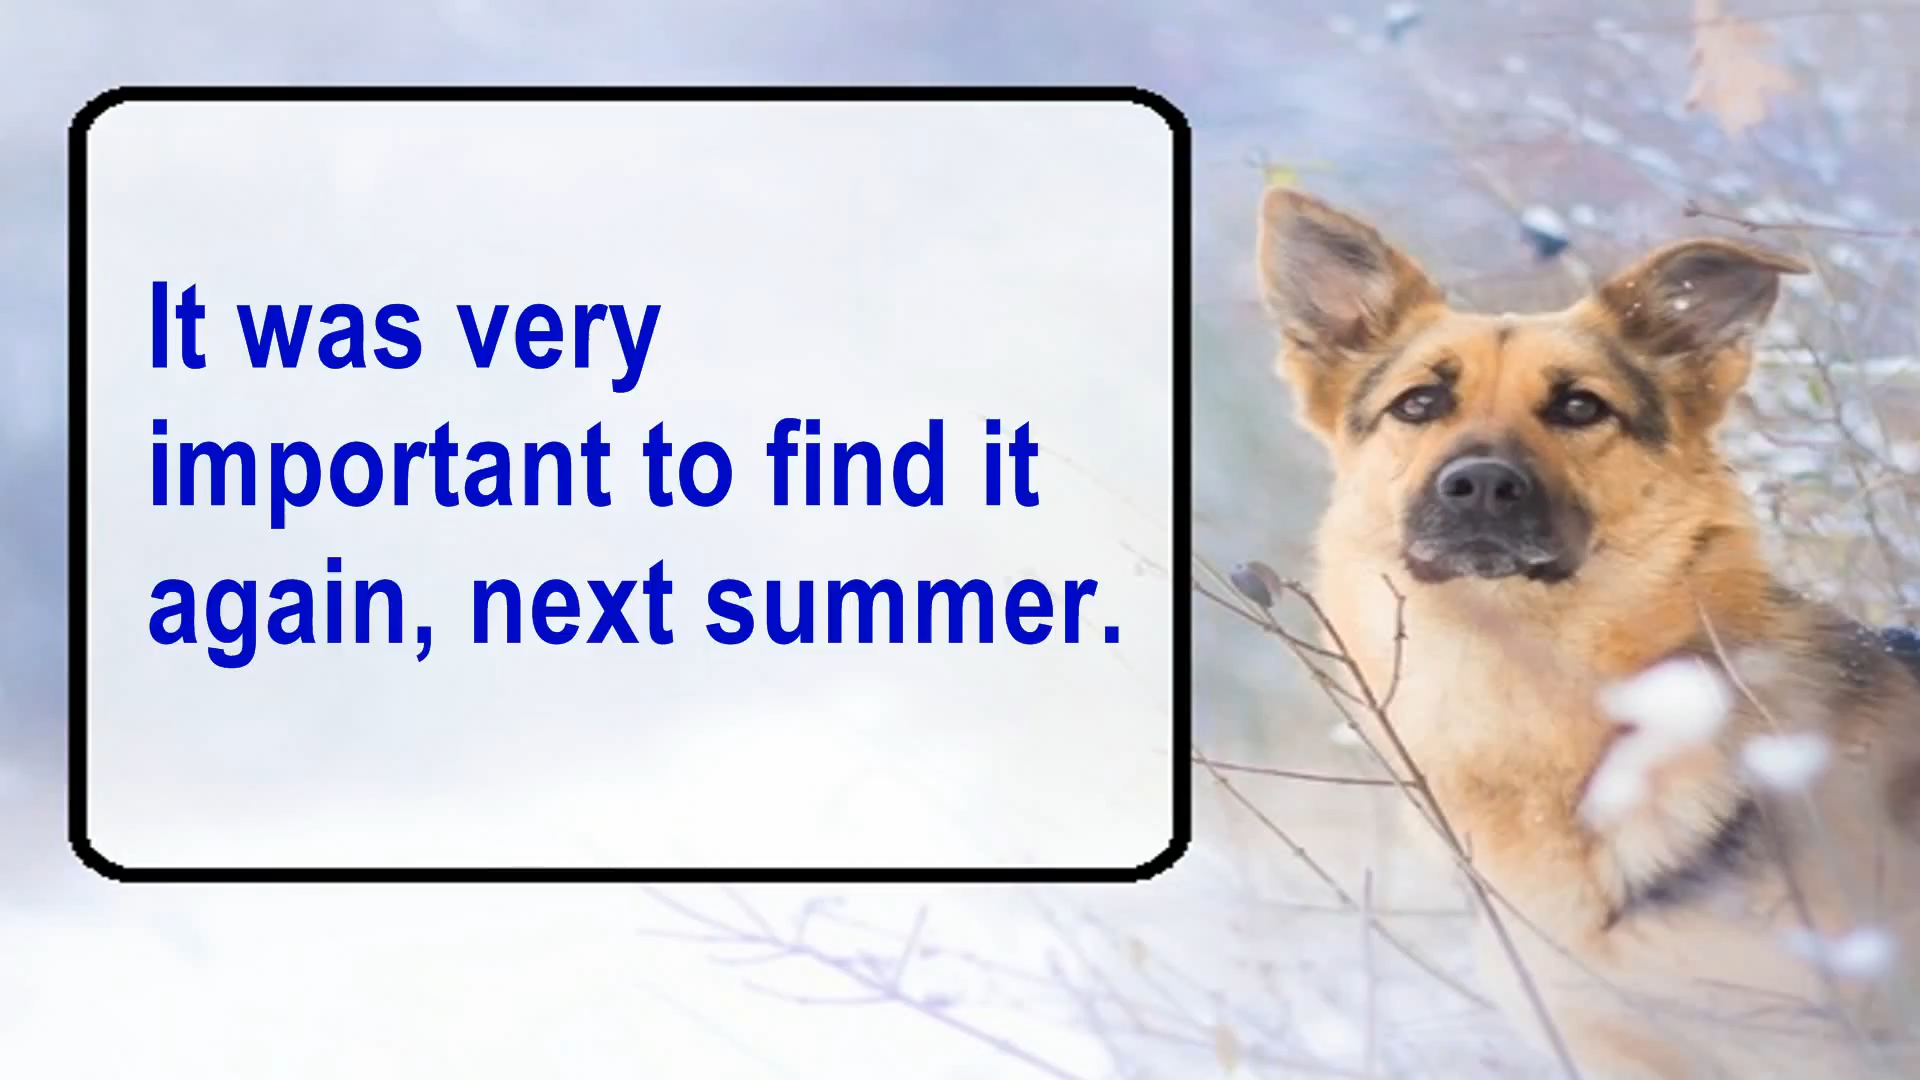 It was very
important to find it
again, next summer.